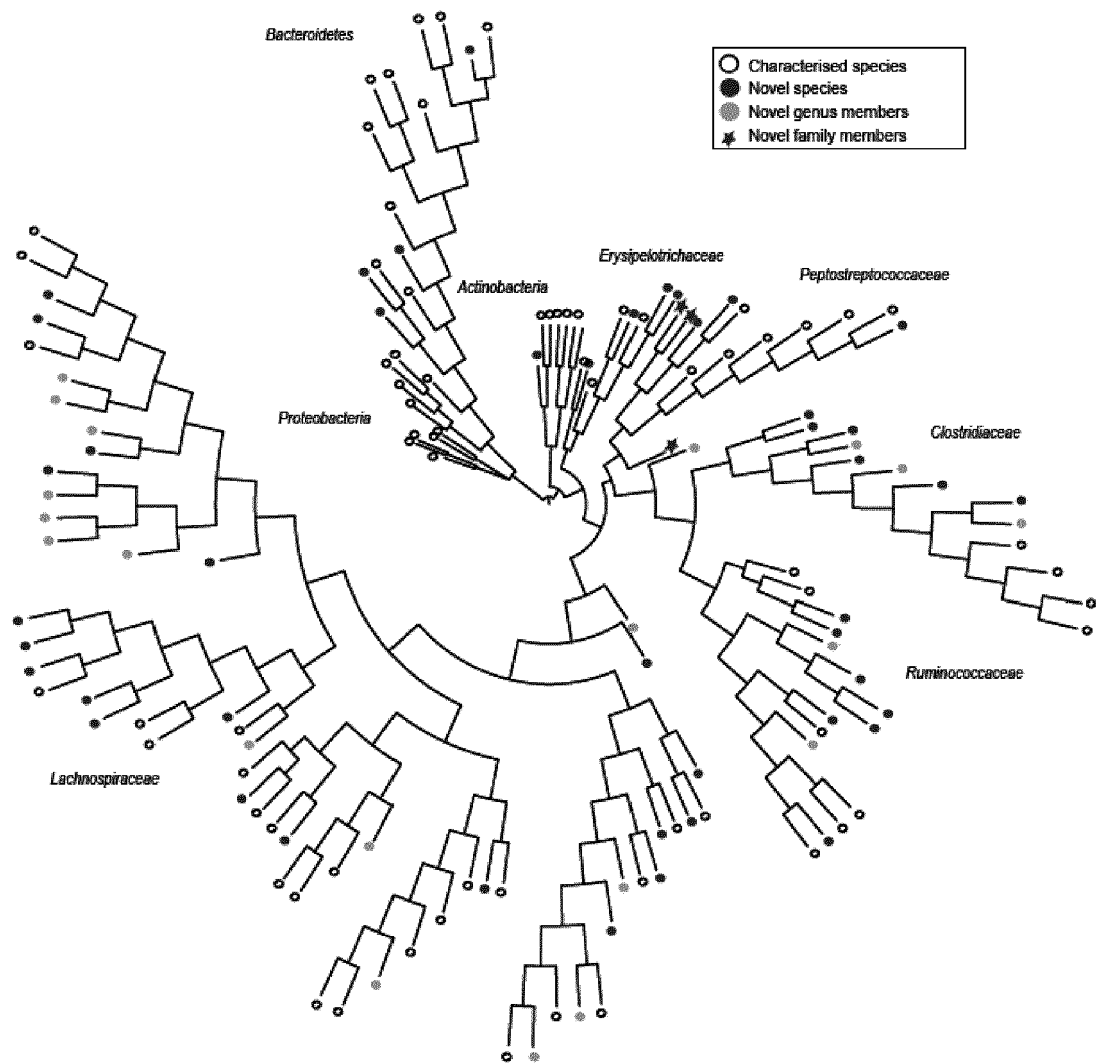 Bacteroidetes
Characterised species
Novel species
Novel genus members
Novel family members
Erysipelotrichaceae
Peptostreptococcaceae
Actinobacteria
Proteobacteria
Clostridiaceae
Ruminococcaceae
Lachnospiraceae